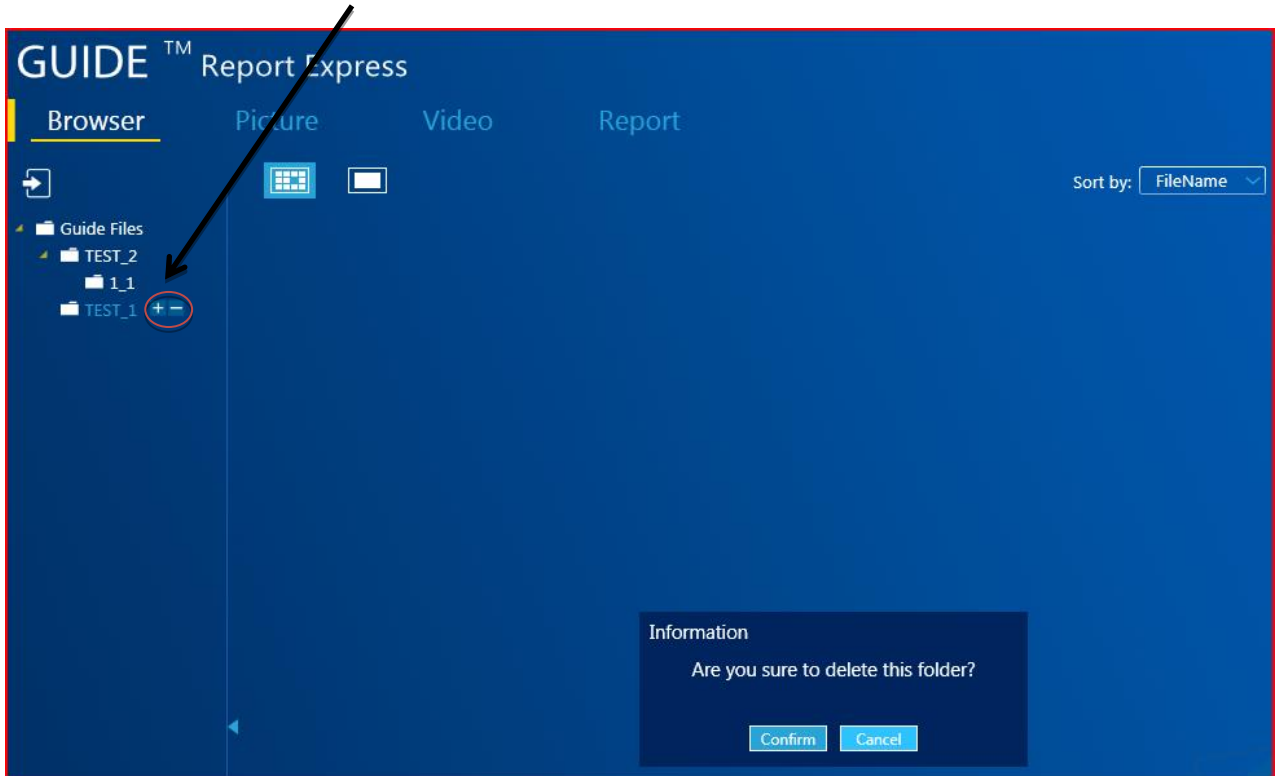 GUIDE ™ Report Express
Browser Picture Video Report
Sort by: FileName
Guide Files
TEST_2
1_1
TEST_1 + −
Information
Are you sure to delete this folder?
Confirm Cancel